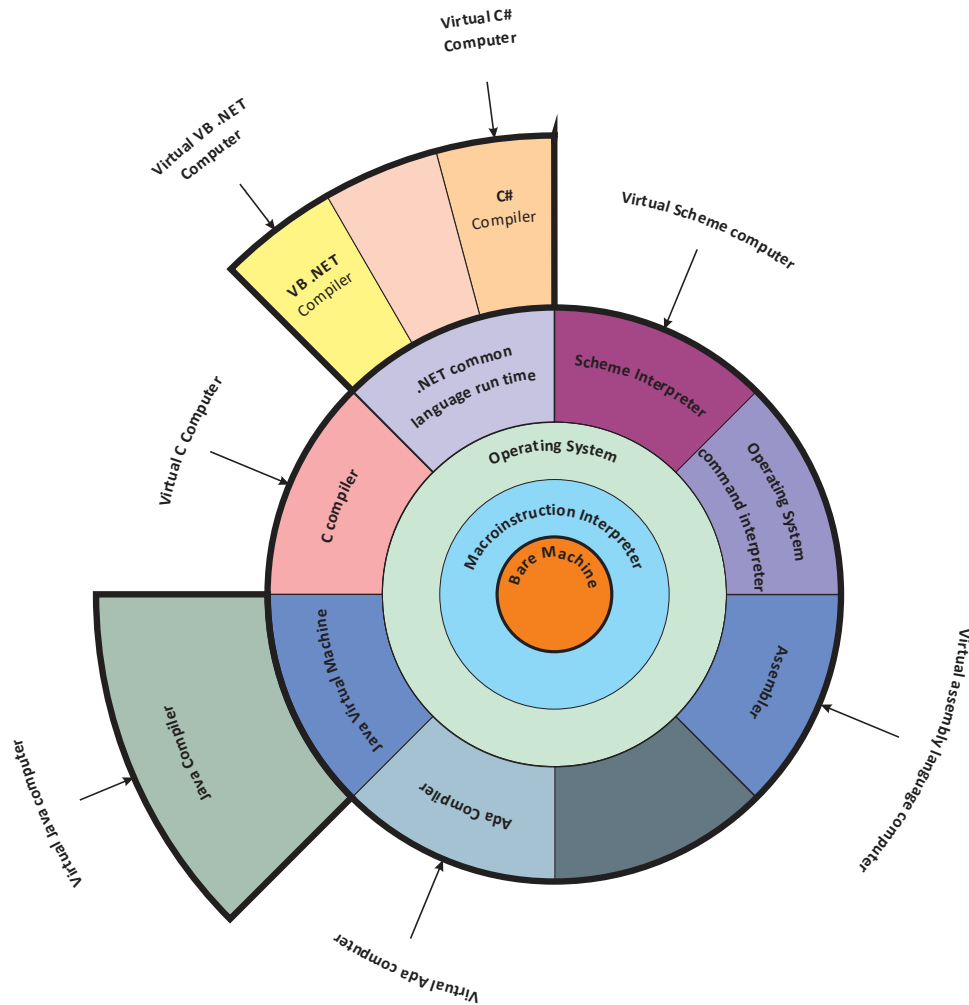 Virtual C#
Computer
Virtual VB .NET
Computer
C#
Compiler
VB .NET
Compiler
Virtual Scheme computer
.NET common
language run time
Scheme Interpreter
Virtual C Computer
C compiler
Operating System
Operating System
command interpreter
Macroinstruction Interpreter
Bare Machine
Java Virtual Machine
Assembler
Java Compiler
Ada Compiler
Virtual Java computer
Virtual assembly language computer
Virtual Ada computer